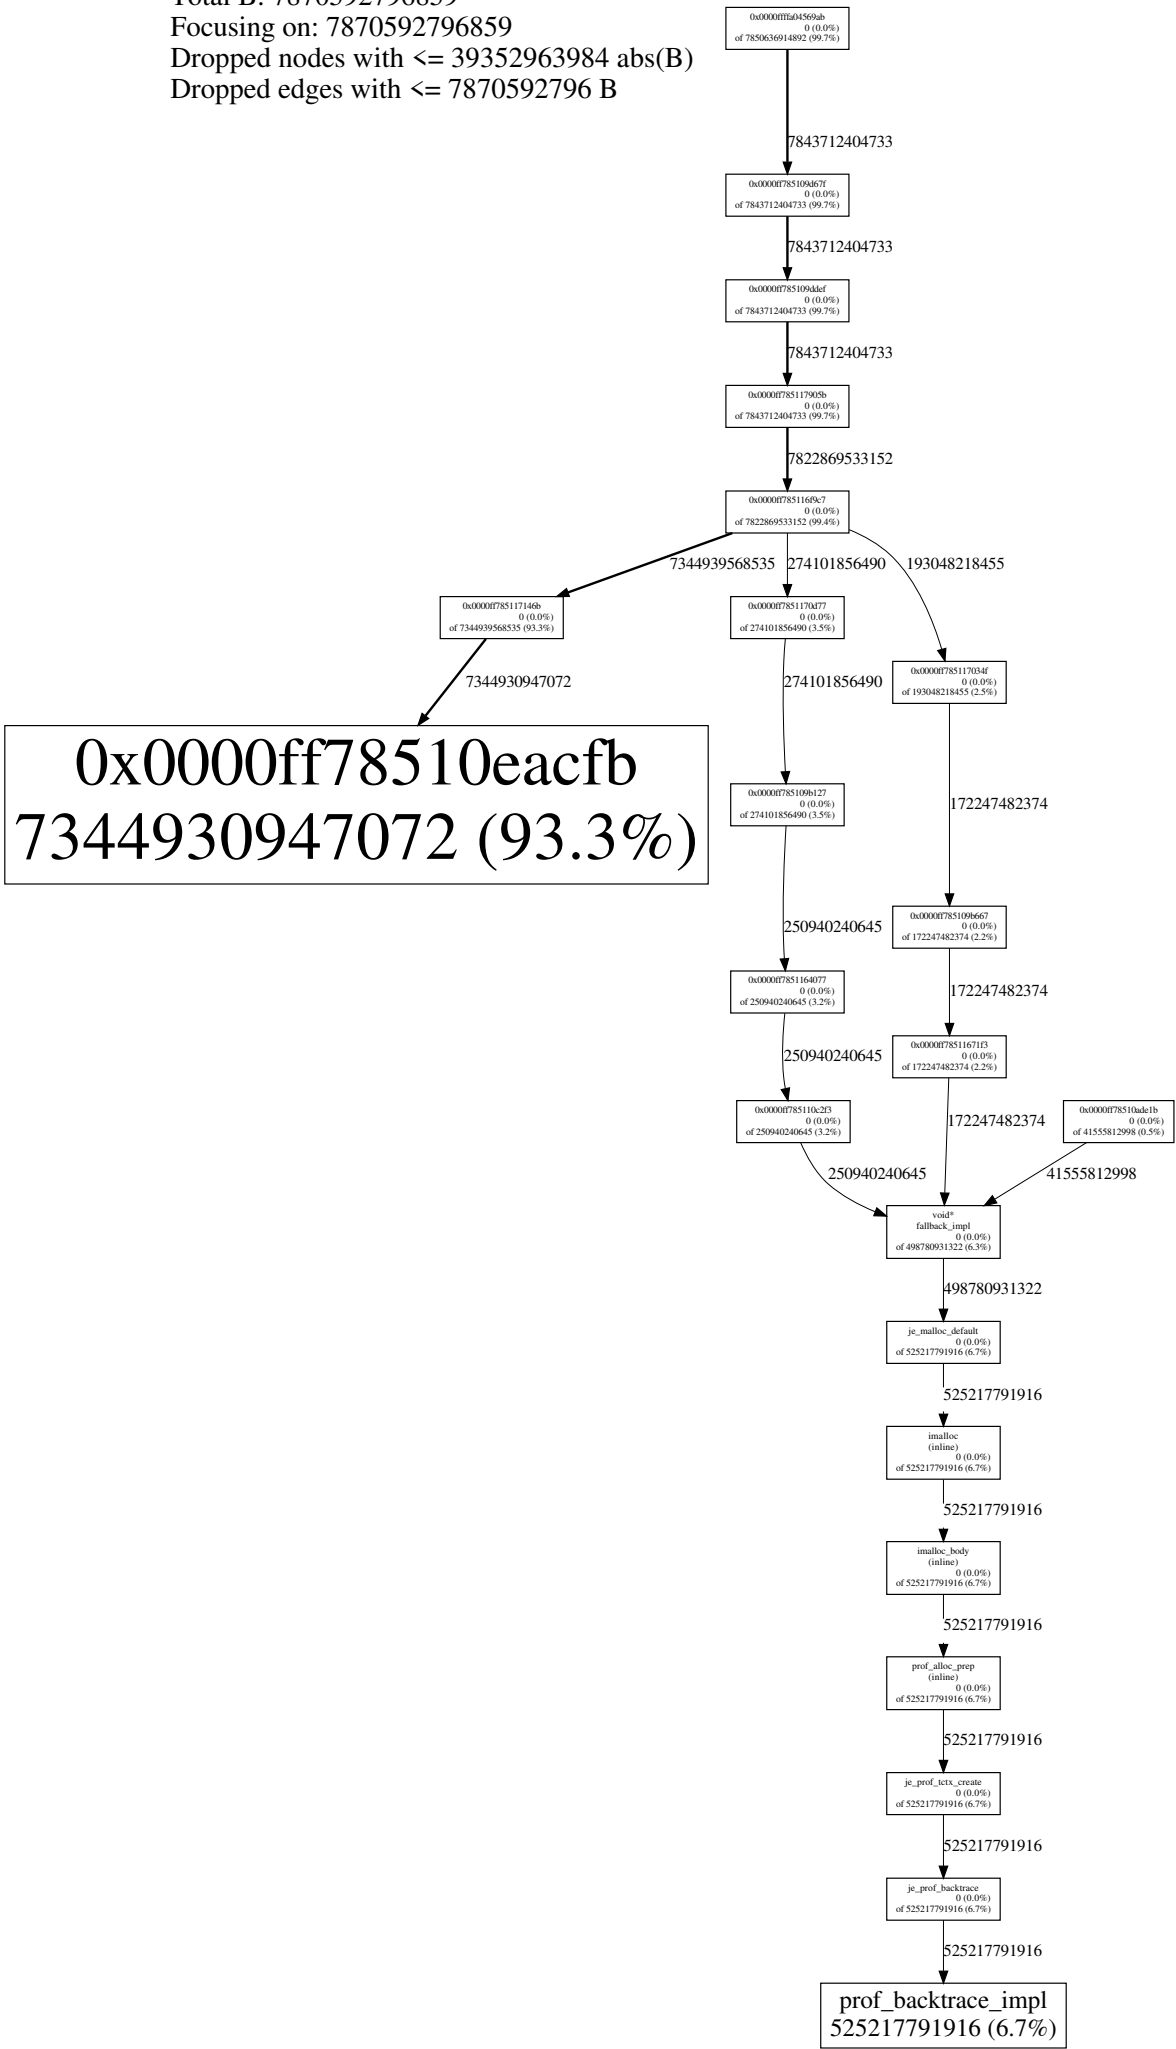 Total B: 7870592796859
Focusing on: 7870592796859
Dropped nodes with <= 39352963984 abs(B)
Dropped edges with <= 7870592796 B
0x0000ffffa04569ab
0 (0.0%)
of 7850636914892 (99.7%)
7843712404733
0x0000ff785109d67f
0 (0.0%)
of 7843712404733 (99.7%)
7843712404733
0x0000ff785109ddef
0 (0.0%)
of 7843712404733 (99.7%)
7843712404733
0x0000ff785117905b
0 (0.0%)
of 7843712404733 (99.7%)
7822869533152
0x0000ff785116f9c7
0 (0.0%)
of 7822869533152 (99.4%)
7344939568535
274101856490
193048218455
0x0000ff785117146b
0 (0.0%)
of 7344939568535 (93.3%)
0x0000ff7851170d77
0 (0.0%)
of 274101856490 (3.5%)
0x0000ff785117034f
0 (0.0%)
of 193048218455 (2.5%)
7344930947072
274101856490
0x0000ff78510eacfb
7344930947072 (93.3%)
0x0000ff785109b127
0 (0.0%)
of 274101856490 (3.5%)
172247482374
250940240645
0x0000ff785109b667
0 (0.0%)
of 172247482374 (2.2%)
0x0000ff7851164077
0 (0.0%)
of 250940240645 (3.2%)
172247482374
250940240645
0x0000ff78511671f3
0 (0.0%)
of 172247482374 (2.2%)
0x0000ff785110c2f3
0 (0.0%)
of 250940240645 (3.2%)
172247482374
0x0000ff78510ade1b
0 (0.0%)
of 41555812998 (0.5%)
250940240645
41555812998
void*
fallback_impl
0 (0.0%)
of 498780931322 (6.3%)
498780931322
je_malloc_default
0 (0.0%)
of 525217791916 (6.7%)
525217791916
imalloc
(inline)
0 (0.0%)
of 525217791916 (6.7%)
525217791916
imalloc_body
(inline)
0 (0.0%)
of 525217791916 (6.7%)
525217791916
prof_alloc_prep
(inline)
0 (0.0%)
of 525217791916 (6.7%)
525217791916
je_prof_tctx_create
0 (0.0%)
of 525217791916 (6.7%)
525217791916
je_prof_backtrace
0 (0.0%)
of 525217791916 (6.7%)
525217791916
prof_backtrace_impl
525217791916 (6.7%)